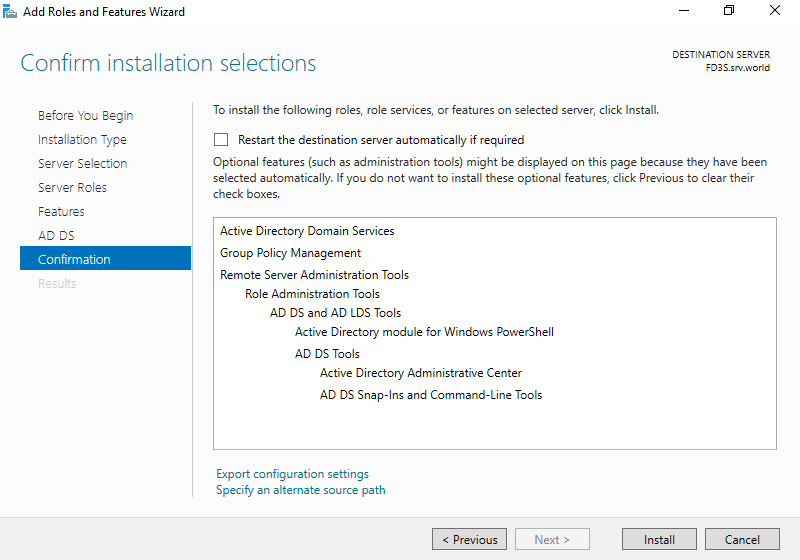 Add Roles and Features Wizard
Confirm installation selections
DESTINATION SERVER
FD3S.srv.world
Before You Begin
Installation Type
Server Selection
Server Roles
Features
AD DS
Confirmation
Results
To install the following roles, role services, or features on selected server, click Install.
Restart the destination server automatically if required
Optional features (such as administration tools) might be displayed on this page because they have been
selected automatically. If you do not want to install these optional features, click Previous to clear their
check boxes.
Active Directory Domain Services
Group Policy Management
Remote Server Administration Tools
Role Administration Tools
AD DS and AD LDS Tools
Active Directory module for Windows PowerShell
AD DS Tools
Active Directory Administrative Center
AD DS Snap-Ins and Command-Line Tools
Export configuration settings
Specify an alternate source path
< Previous
Next >
Install
Cancel